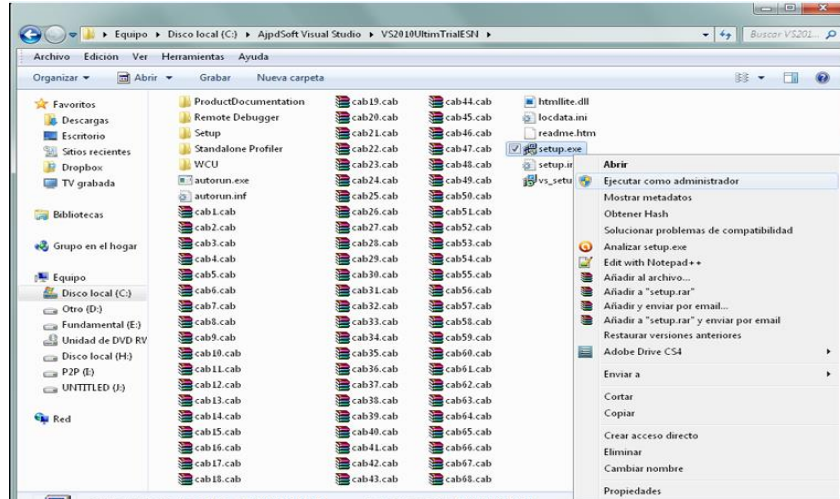 Equipo ▸ Disco local (C:) ▸ AjpdSoft Visual Studio ▸ VS2010UltimTrialESN ▸
Buscar VS201...
Archivo Edición Ver Herramientas Ayuda
Organizar Abrir Grabar Nueva carpeta
Favoritos
Descargas
Escritorio
Sitios recientes
Dropbox
TV grabada
Bibliotecas
Grupo en el hogar
Equipo
Disco local (C:)
Otro (D:)
Fundamental (E:)
Unidad de DVD RW
Disco local (H:)
P2P (I:)
UNTITLED (J:)
Red
ProductDocumentation
Remote Debugger
Setup
Standalone Profiler
WCU
autorun.exe
autorun.inf
cab1.cab
cab2.cab
cab3.cab
cab4.cab
cab5.cab
cab6.cab
cab7.cab
cab8.cab
cab9.cab
cab10.cab
cab11.cab
cab12.cab
cab13.cab
cab14.cab
cab15.cab
cab16.cab
cab17.cab
cab18.cab
cab19.cab
cab20.cab
cab21.cab
cab22.cab
cab23.cab
cab24.cab
cab25.cab
cab26.cab
cab27.cab
cab28.cab
cab29.cab
cab30.cab
cab31.cab
cab32.cab
cab33.cab
cab34.cab
cab35.cab
cab36.cab
cab37.cab
cab38.cab
cab39.cab
cab40.cab
cab41.cab
cab42.cab
cab43.cab
cab44.cab
cab45.cab
cab46.cab
cab47.cab
cab48.cab
cab49.cab
cab50.cab
cab51.cab
cab52.cab
cab53.cab
cab54.cab
cab55.cab
cab56.cab
cab57.cab
cab58.cab
cab59.cab
cab60.cab
cab61.cab
cab62.cab
cab63.cab
cab64.cab
cab65.cab
cab66.cab
cab67.cab
cab68.cab
htmllite.dll
locdata.ini
readme.htm
setup.exe
setup.in
vs_setu
Abrir
Ejecutar como administrador
Mostrar metadatos
Obtener Hash
Solucionar problemas de compatibilidad
Analizar setup.exe
Edit with Notepad++
Añadir al archivo...
Añadir a "setup.rar"
Añadir y enviar por email...
Añadir a "setup.rar" y enviar por email
Restaurar versiones anteriores
Adobe Drive CS4
Enviar a
Cortar
Copiar
Crear acceso directo
Eliminar
Cambiar nombre
Propiedades